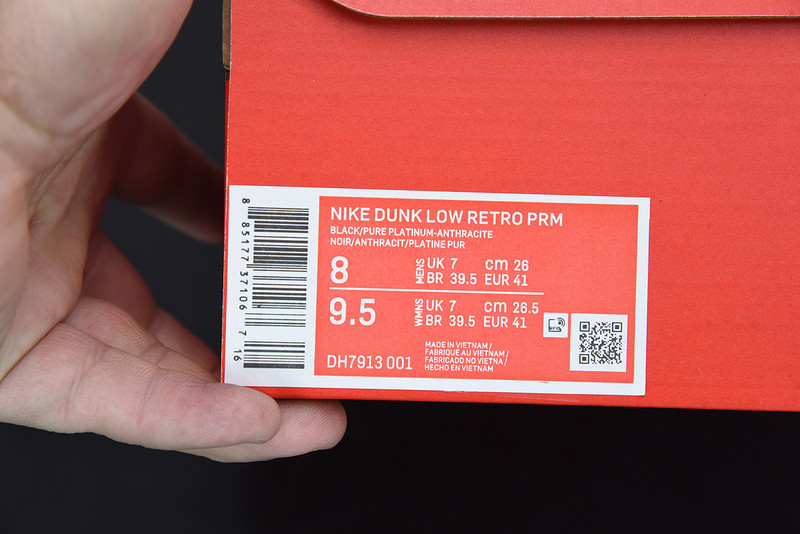 NIKE DUNK LOW RETRO PRM
BLACK/PURE PLATINUM-ANTHRACITE
NOIR/ANTHRACIT/PLATINE PUR
8 MENS UK 7 cm 26
BR 39.5 EUR 41
9.5 WMNS UK 7 cm 26.5
BR 39.5 EUR 41
DH7913 001
MADE IN VIETNAM /
FABRIQUE AU VIETNAM /
FABRICADO NO VIETNA /
HECHO EN VIETNAM
8 85177 37106 7 16